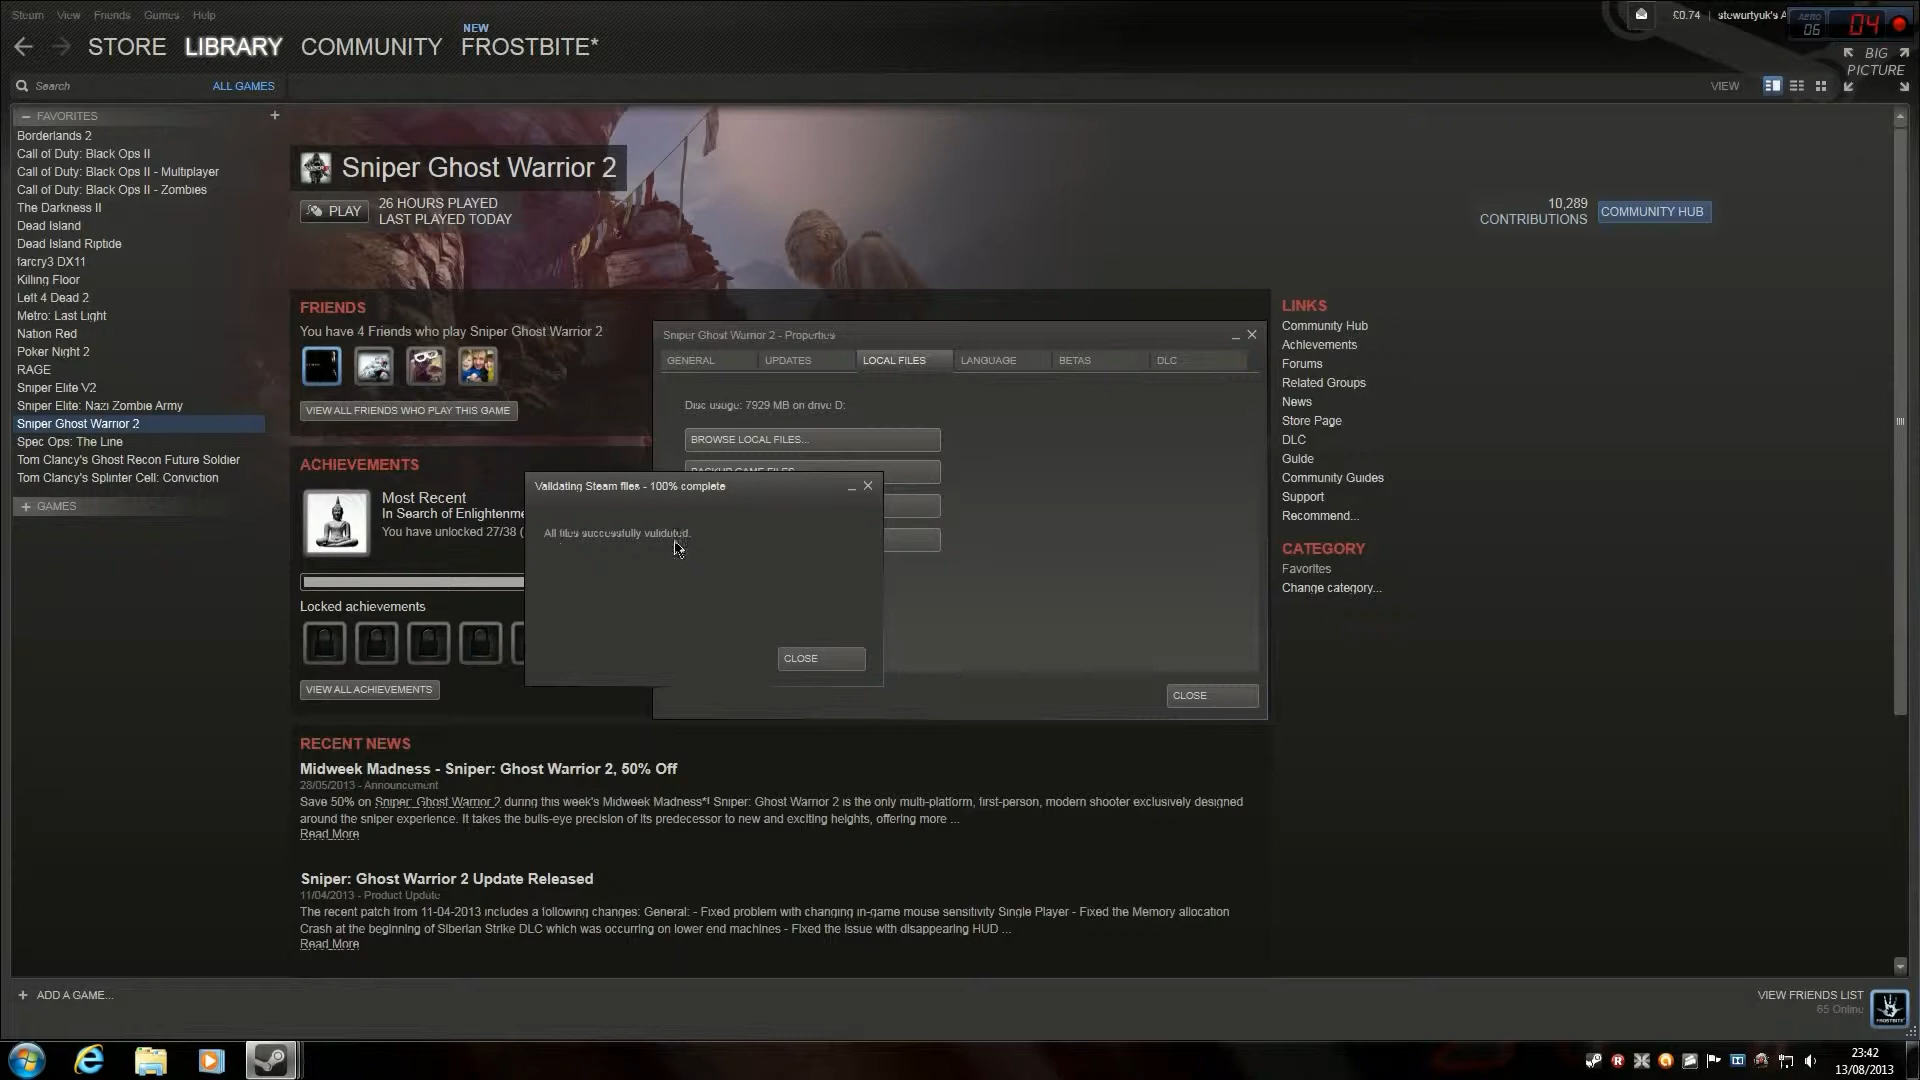 Steam View Friends Games Help
£0.74 | stewurtyuk's A
AERO 06 04
STORE LIBRARY COMMUNITY NEW FROSTBITE*
BIG PICTURE
Search ALL GAMES
VIEW
FAVORITES
Borderlands 2
Call of Duty: Black Ops II
Call of Duty: Black Ops II - Multiplayer
Call of Duty: Black Ops II - Zombies
The Darkness II
Dead Island
Dead Island Riptide
farcry3 DX11
Killing Floor
Left 4 Dead 2
Metro: Last Light
Nation Red
Poker Night 2
RAGE
Sniper Elite V2
Sniper Elite: Nazi Zombie Army
Sniper Ghost Warrior 2
Spec Ops: The Line
Tom Clancy's Ghost Recon Future Soldier
Tom Clancy's Splinter Cell: Conviction
GAMES
Sniper Ghost Warrior 2
PLAY
26 HOURS PLAYED
LAST PLAYED TODAY
10,289
CONTRIBUTIONS
COMMUNITY HUB
FRIENDS
You have 4 Friends who play Sniper Ghost Warrior 2
VIEW ALL FRIENDS WHO PLAY THIS GAME
ACHIEVEMENTS
Most Recent
In Search of Enlightenme
You have unlocked 27/38 (
Locked achievements
VIEW ALL ACHIEVEMENTS
Sniper Ghost Warrior 2 - Properties
GENERAL UPDATES LOCAL FILES LANGUAGE BETAS DLC
Disc usage: 7929 MB on drive D:
BROWSE LOCAL FILES...
BACKUP GAME FILES
CLOSE
Validating Steam files - 100% complete
All files successfully validated.
CLOSE
LINKS
Community Hub
Achievements
Forums
Related Groups
News
Store Page
DLC
Guide
Community Guides
Support
Recommend...
CATEGORY
Favorites
Change category...
RECENT NEWS
Midweek Madness - Sniper: Ghost Warrior 2, 50% Off
28/05/2013 - Announcement
Save 50% on Sniper: Ghost Warrior 2 during this week's Midweek Madness*! Sniper: Ghost Warrior 2 is the only multi-platform, first-person, modern shooter exclusively designed
around the sniper experience. It takes the bulls-eye precision of its predecessor to new and exciting heights, offering more ...
Read More
Sniper: Ghost Warrior 2 Update Released
11/04/2013 - Product Update
The recent patch from 11-04-2013 includes a following changes: General: - Fixed problem with changing in-game mouse sensitivity Single Player - Fixed the Memory allocation
Crash at the beginning of Siberian Strike DLC which was occurring on lower end machines - Fixed the issue with disappearing HUD ...
Read More
ADD A GAME...
VIEW FRIENDS LIST
65 Online
FROSTBITE
23:42
13/08/2013